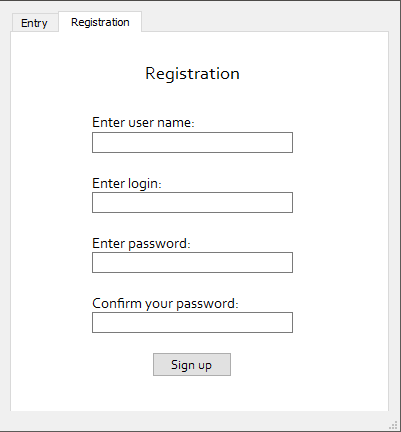 Entry Registration
Registration
Enter user name:
Enter login:
Enter password:
Confirm your password:
Sign up